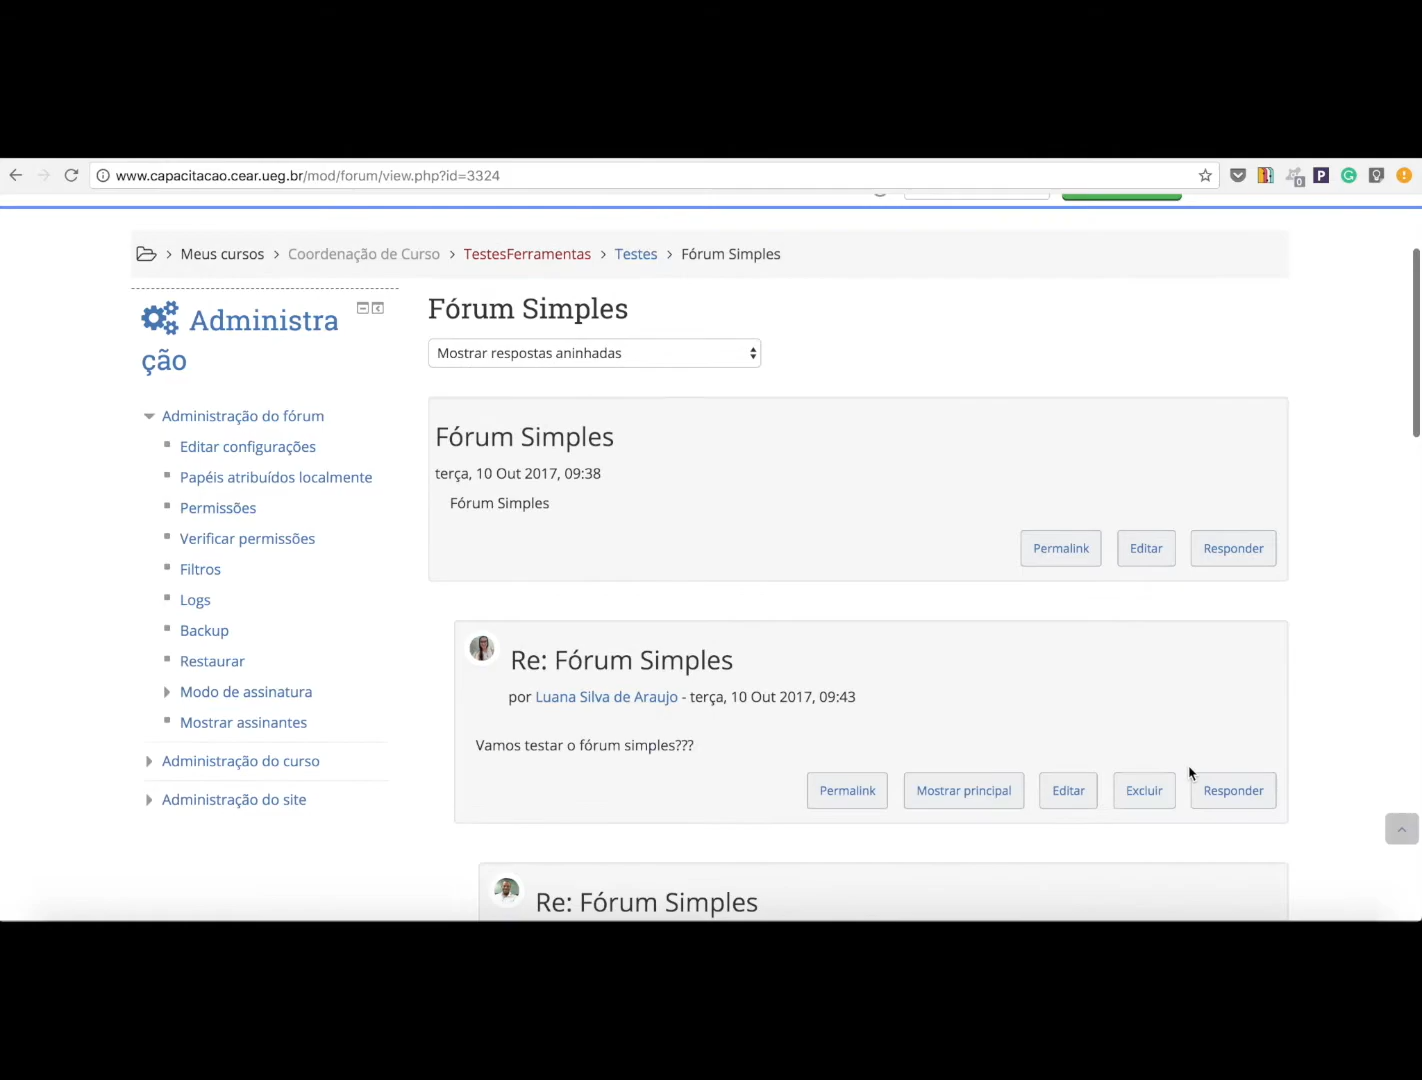 www.capacitacao.cear.ueg.br/mod/forum/view.php?id=3324
0 P
Meus cursos > Coordenação de Curso > TestesFerramentas > Testes > Fórum Simples
Administra
ção
Administração do fórum
Editar configurações
Papéis atribuídos localmente
Permissões
Verificar permissões
Filtros
Logs
Backup
Restaurar
Modo de assinatura
Mostrar assinantes
Administração do curso
Administração do site
Fórum Simples
Mostrar respostas aninhadas
Fórum Simples
terça, 10 Out 2017, 09:38
Fórum Simples
Permalink Editar Responder
Re: Fórum Simples
por Luana Silva de Araujo - terça, 10 Out 2017, 09:43
Vamos testar o fórum simples???
Permalink Mostrar principal Editar Excluir Responder
Re: Fórum Simples